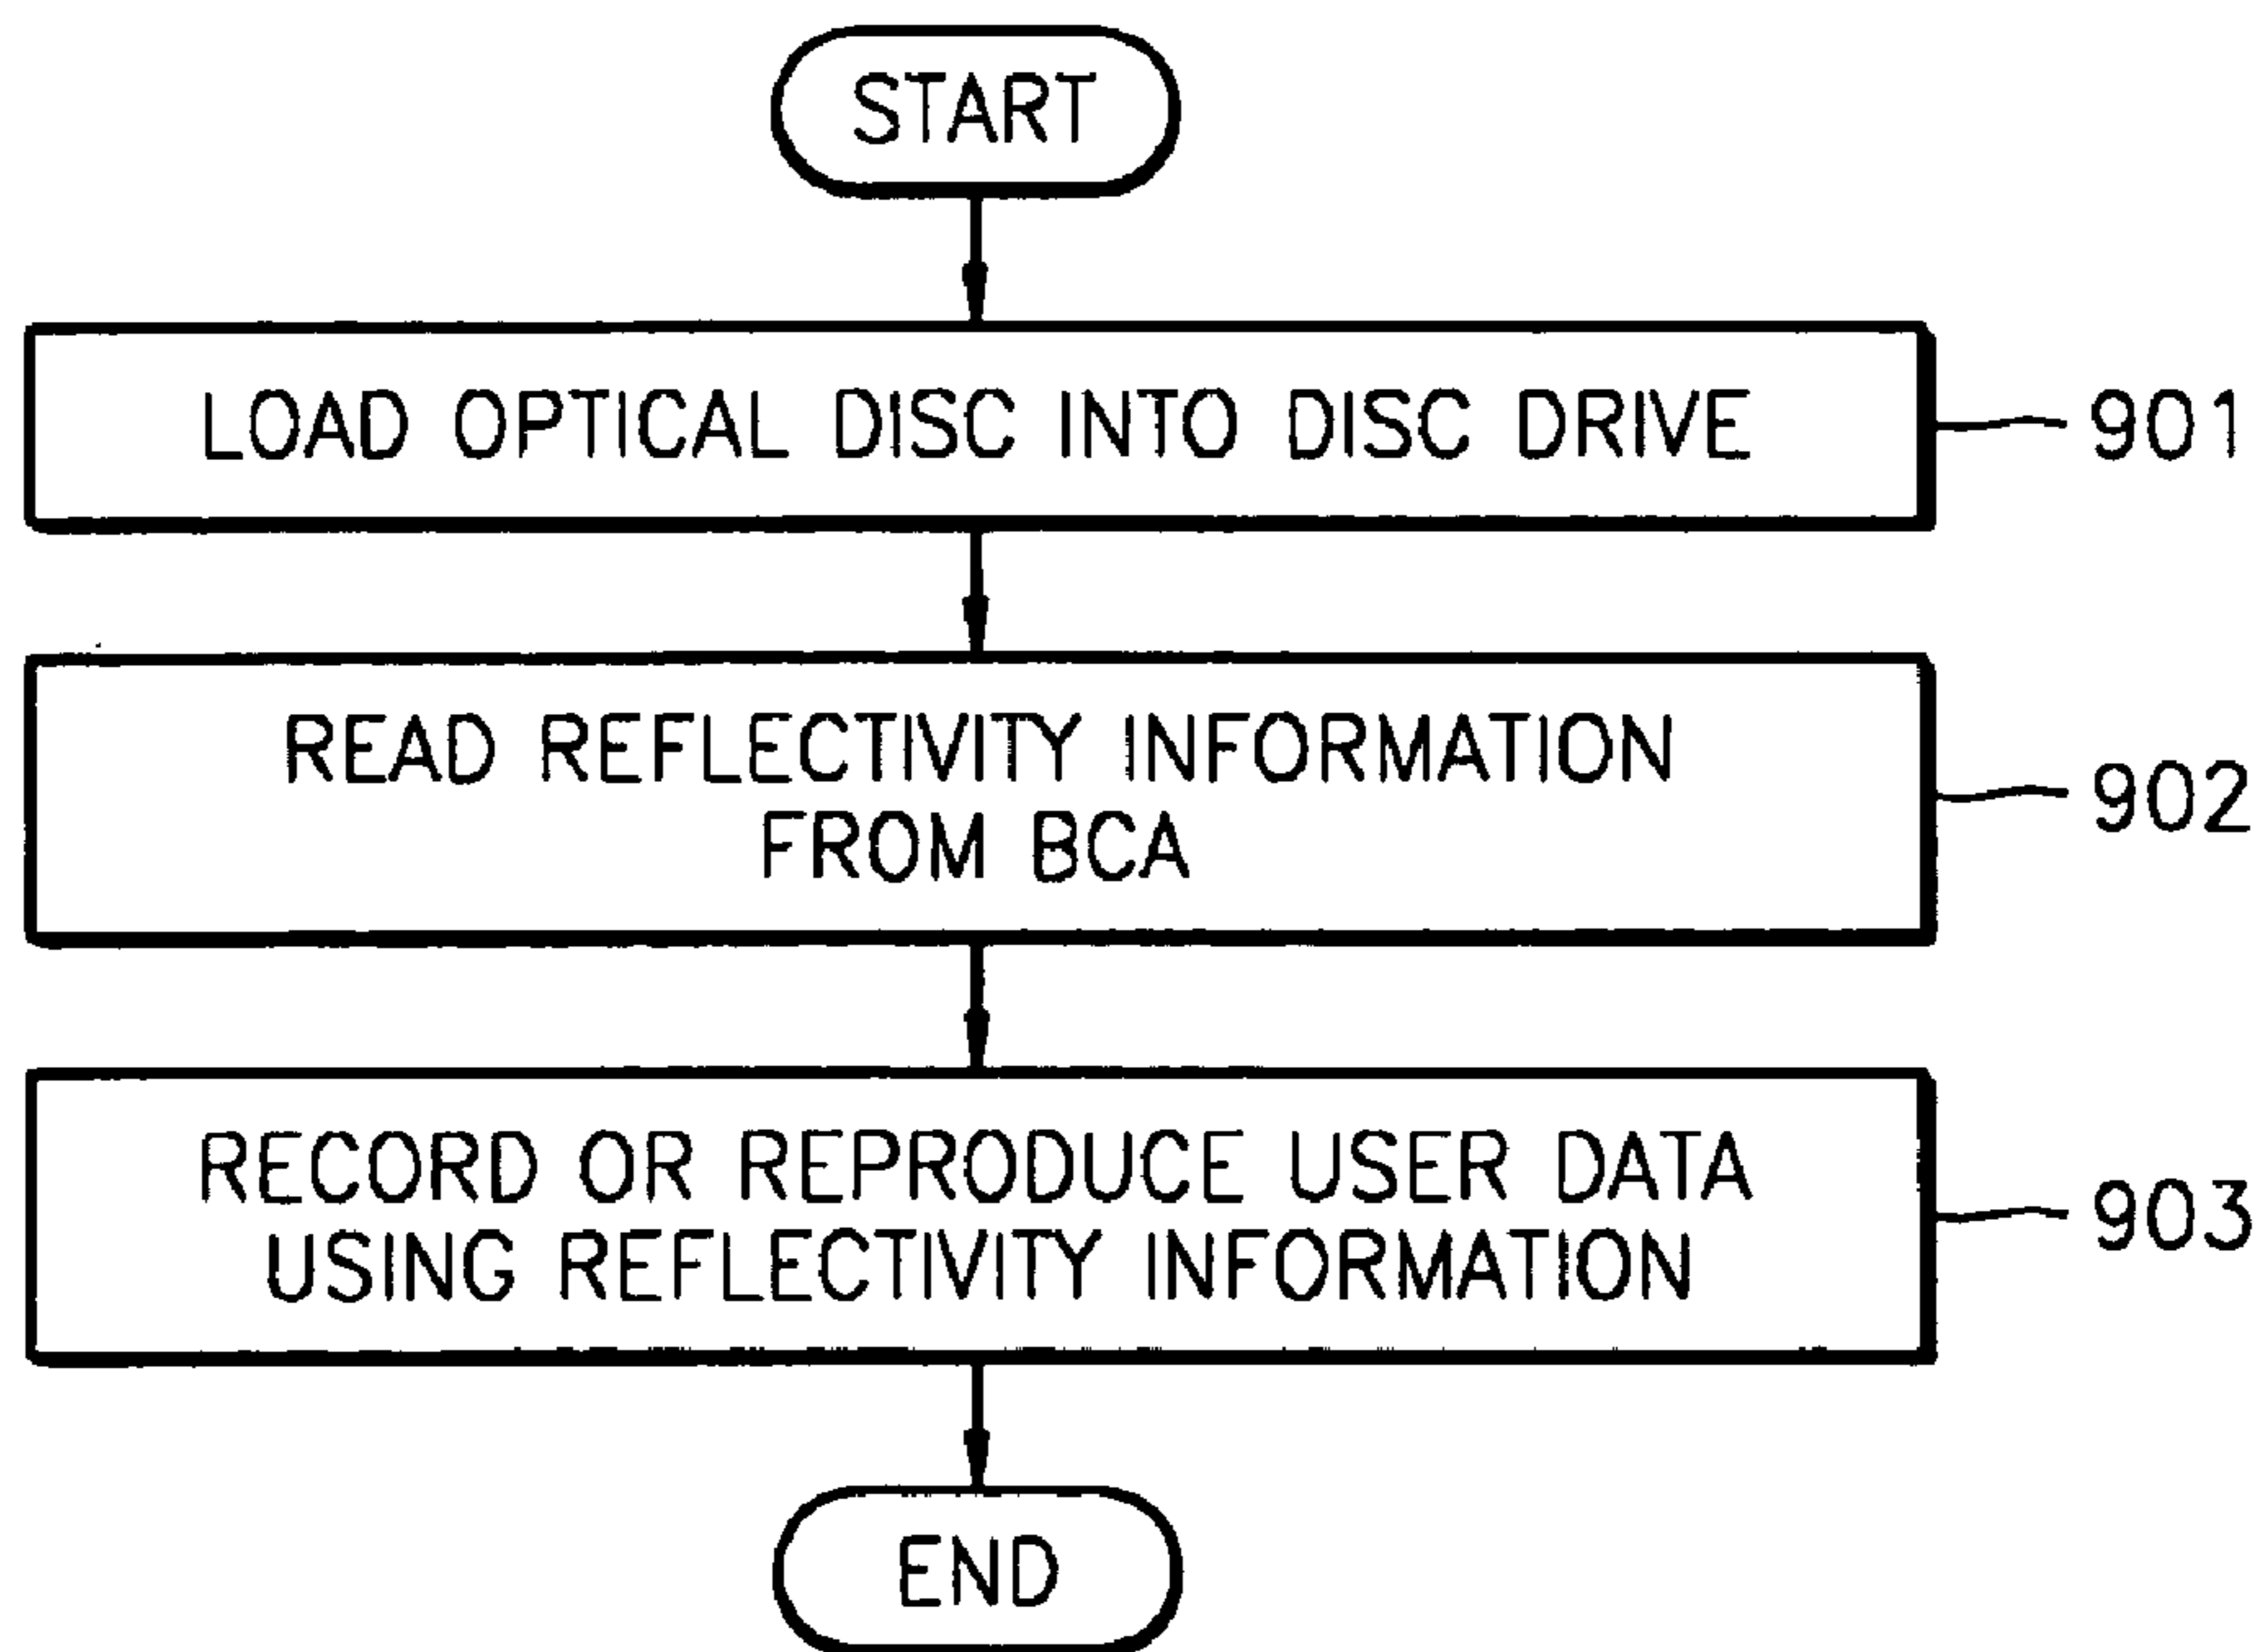 START
LOAD OPTICAL DISC INTO DISC DRIVE
901
READ REFLECTIVITY INFORMATION
FROM BCA
902
RECORD OR REPRODUCE USER DATA
USING REFLECTIVITY INFORMATION
903
END